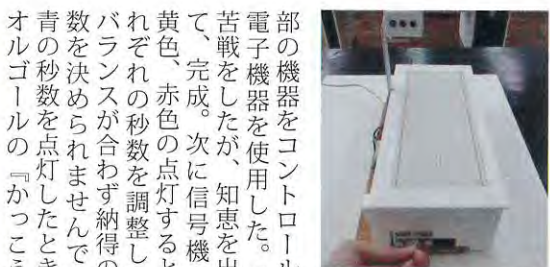 部の機器をコントロール
電子機器を使用した。
苦戦をしたが、知恵を出
て、完成。次に信号機
黄色、赤色の点灯すると
れぞれの秒数を調整し
バランスが合わず納得の
数を決められませんで
青の秒数を点灯したとき
オルゴールの『かっこう